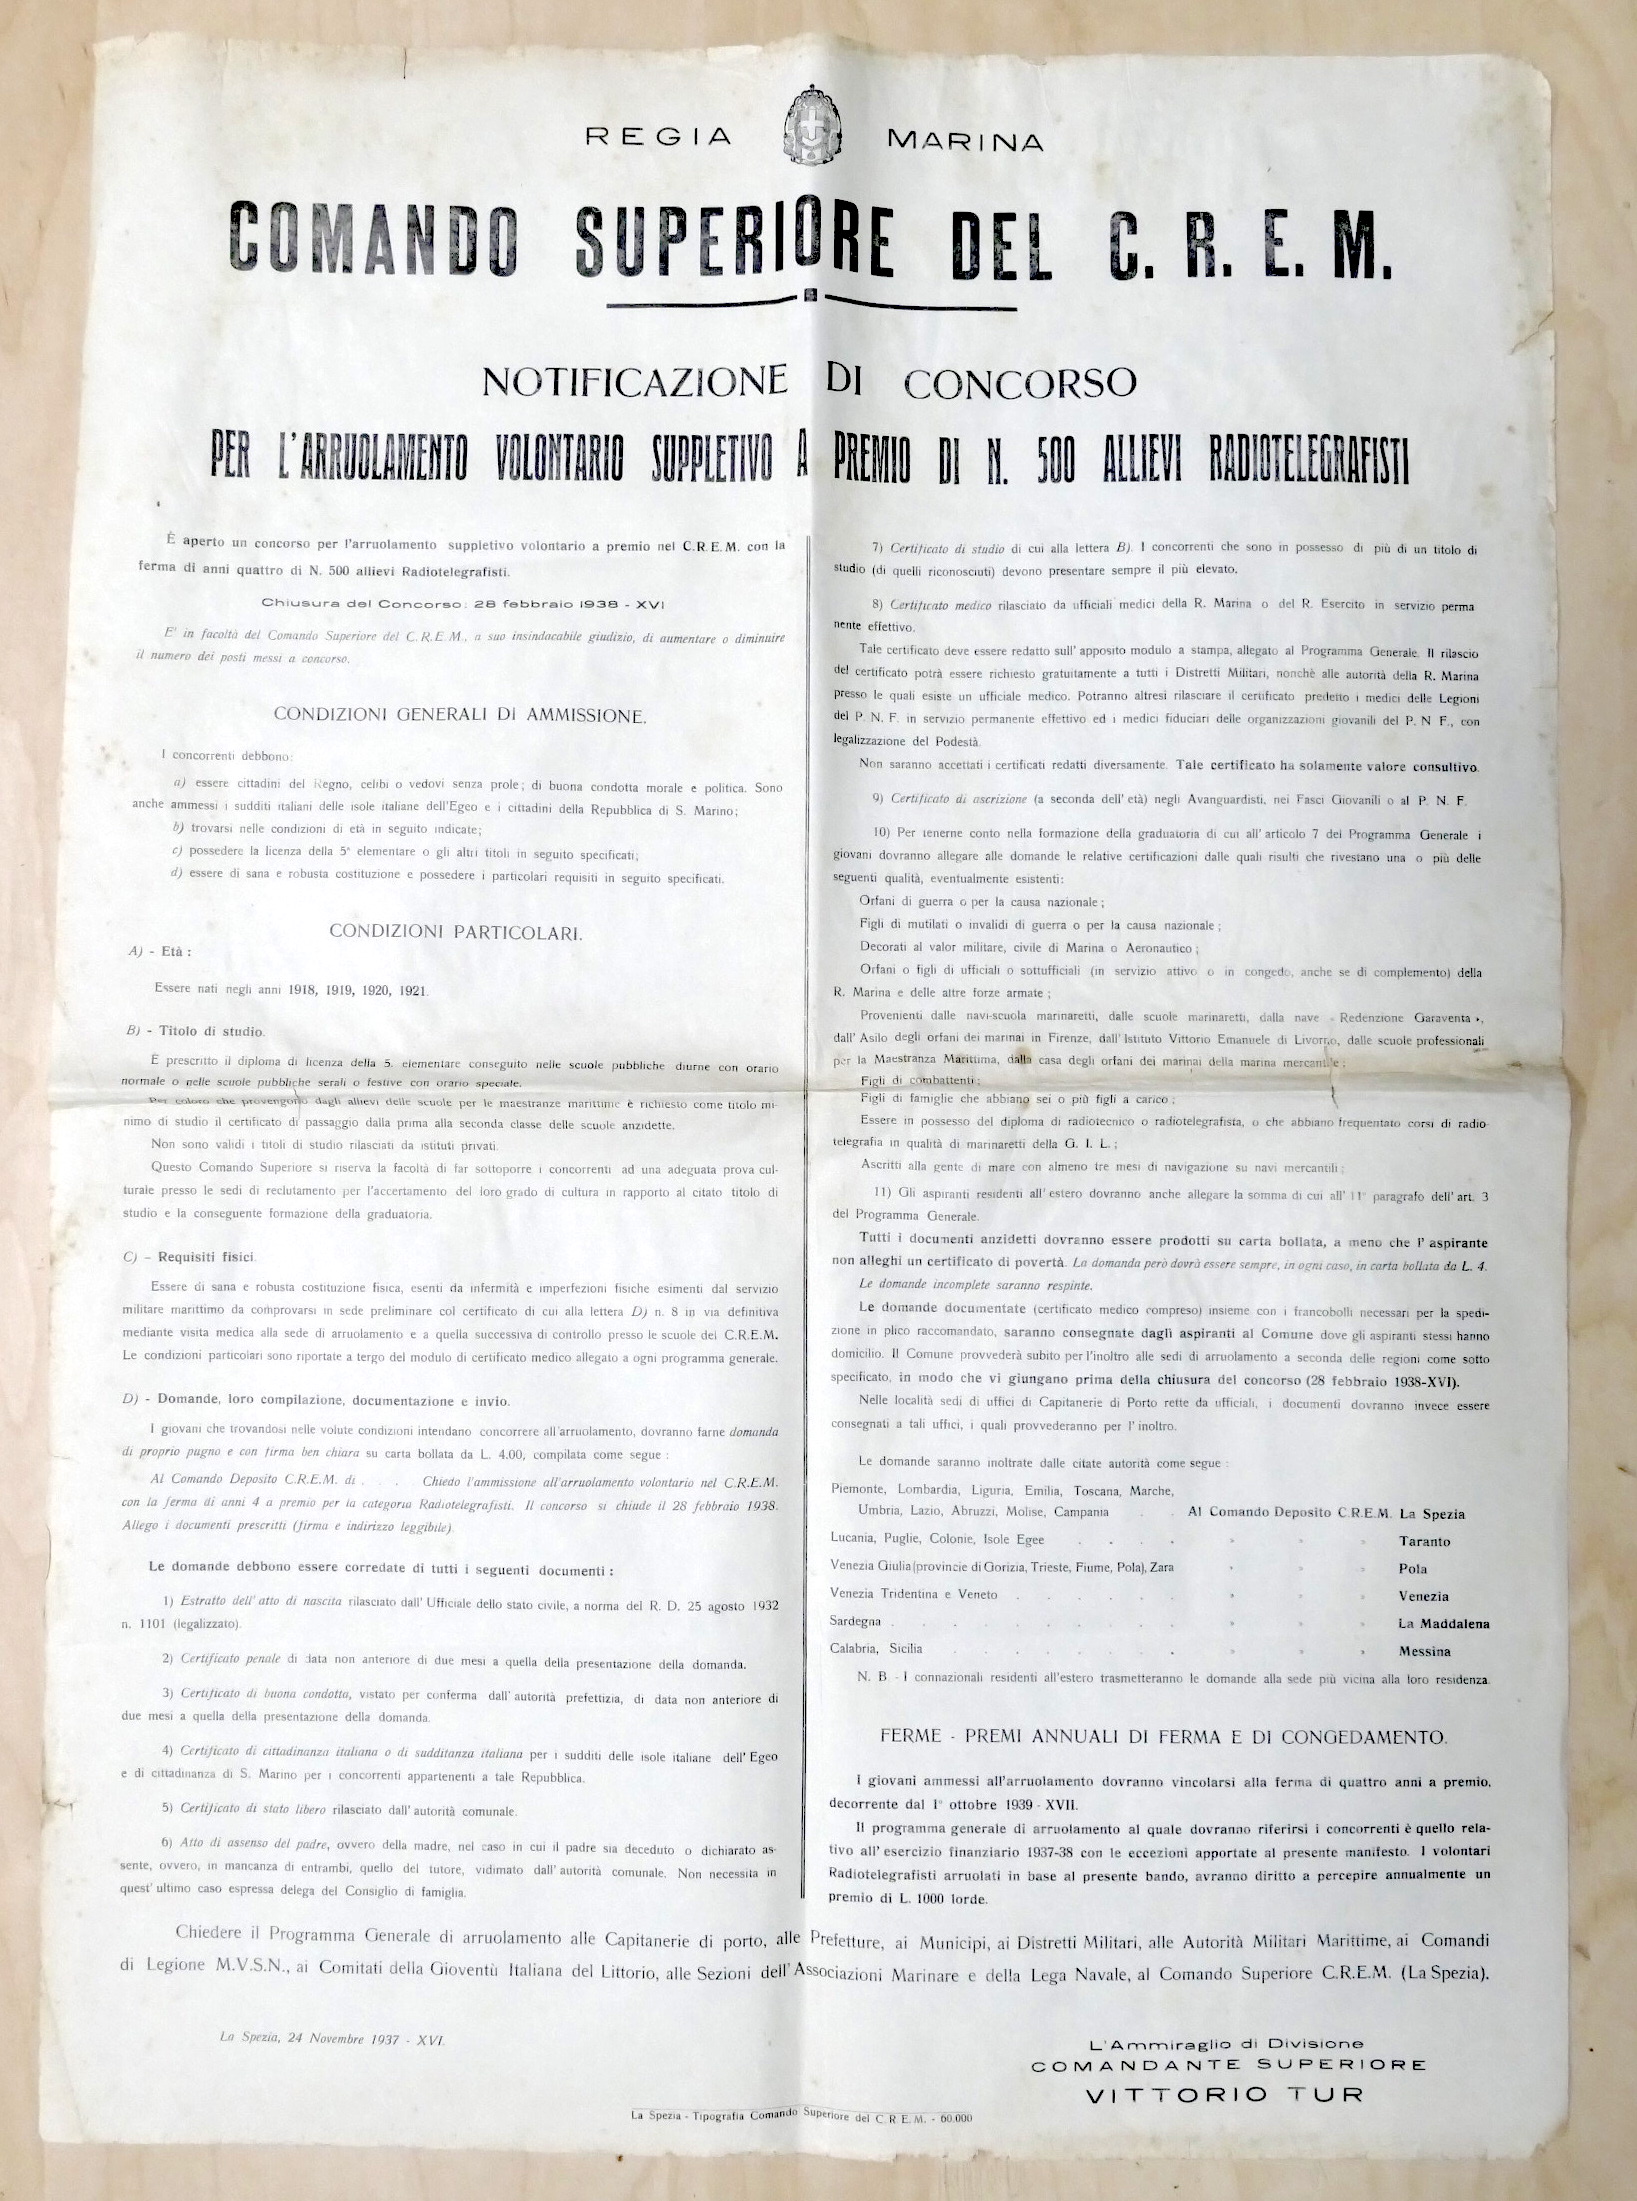 REGIA MARINA
COMANDO SUPERIORE DEL C. R. E. M.
NOTIFICAZIONE DI CONCORSO
PER L'ARRUOLAMENTO VOLONTARIO SUPPLETIVO A PREMIO DI N. 500 ALLIEVI RADIOTELEGRAFISTI
È aperto un concorso per l'arruolamento suppletivo volontario a premio nel C.R.E.M. con la
ferma di anni quattro di N. 500 allievi Radiotelegrafisti.
Chiusura del Concorso: 28 febbraio 1938 - XVI
E' in facoltà del Comando Superiore del C.R.E.M., a suo insindacabile giudizio, di aumentare o diminuire
il numero dei posti messi a concorso.
CONDIZIONI GENERALI DI AMMISSIONE.
I concorrenti debbono:
a) essere cittadini del Regno, celibi o vedovi senza prole; di buona condotta morale e politica. Sono
anche ammessi i sudditi italiani delle isole italiane dell'Egeo e i cittadini della Repubblica di S. Marino;
b) trovarsi nelle condizioni di età in seguito indicate;
c) possedere la licenza della 5ª elementare o gli altri titoli in seguito specificati;
d) essere di sana e robusta costituzione e possedere i particolari requisiti in seguito specificati.
CONDIZIONI PARTICOLARI.
A) - Età :
Essere nati negli anni 1918, 1919, 1920, 1921.
B) - Titolo di studio.
È prescritto il diploma di licenza della 5. elementare conseguito nelle scuole pubbliche diurne con orario
normale o nelle scuole pubbliche serali o festive con orario speciale.
Per coloro che provengono dagli allievi delle scuole per le maestranze marittime è richiesto come titolo mi-
nimo di studio il certificato di passaggio dalla prima alla seconda classe delle scuole anzidette.
Non sono validi i titoli di studio rilasciati da istituti privati.
Questo Comando Superiore si riserva la facoltà di far sottoporre i concorrenti ad una adeguata prova cul-
turale presso le sedi di reclutamento per l'accertamento del loro grado di cultura in rapporto al citato titolo di
studio e la conseguente formazione della graduatoria.
C) - Requisiti fisici.
Essere di sana e robusta costituzione fisica, esenti da infermità e imperfezioni fisiche esimenti dal servizio
militare marittimo da comprovarsi in sede preliminare col certificato di cui alla lettera D) n. 8 in via definitiva
mediante visita medica alla sede di arruolamento e a quella successiva di controllo presso le scuole del C.R.E.M.
Le condizioni particolari sono riportate a tergo del modulo di certificato medico allegato a ogni programma generale.
D) - Domande, loro compilazione, documentazione e invio.
I giovani che trovandosi nelle volute condizioni intendano concorrere all'arruolamento, dovranno farne domanda
di proprio pugno e con firma ben chiara su carta bollata da L. 4.00, compilata come segue :
Al Comando Deposito C.R.E.M. di . . . Chiedo l'ammissione all'arruolamento volontario nel C.R.E.M.
con la ferma di anni 4 a premio per la categoria Radiotelegrafisti. Il concorso si chiude il 28 febbraio 1938.
Allego i documenti prescritti (firma e indirizzo leggibile).
Le domande debbono essere corredate di tutti i seguenti documenti :
1) Estratto dell'atto di nascita rilasciato dall'Ufficiale dello stato civile, a norma del R. D. 25 agosto 1932
n. 1101 (legalizzato).
2) Certificato penale di data non anteriore di due mesi a quella della presentazione della domanda.
3) Certificato di buona condotta, vistato per conferma dall'autorità prefettizia, di data non anteriore di
due mesi a quella della presentazione della domanda.
4) Certificato di cittadinanza italiana o di sudditanza italiana per i sudditi delle isole italiane dell'Egeo
e di cittadinanza di S. Marino per i concorrenti appartenenti a tale Repubblica.
5) Certificato di stato libero rilasciato dall'autorità comunale.
6) Atto di assenso del padre, ovvero della madre, nel caso in cui il padre sia deceduto o dichiarato as-
sente, ovvero, in mancanza di entrambi, quello del tutore, vidimato dall'autorità comunale. Non necessita in
quest'ultimo caso espressa delega del Consiglio di famiglia.
7) Certificato di studio di cui alla lettera B). I concorrenti che sono in possesso di più di un titolo di
studio (di quelli riconosciuti) devono presentare sempre il più elevato.
8) Certificato medico rilasciato da ufficiali medici della R. Marina o del R. Esercito in servizio perma
nente effettivo.
Tale certificato deve essere redatto sull'apposito modulo a stampa, allegato al Programma Generale. Il rilascio
del certificato potrà essere richiesto gratuitamente a tutti i Distretti Militari, nonchè alle autorità della R. Marina
presso le quali esiste un ufficiale medico. Potranno altresi rilasciare il certificato predetto i medici delle Legioni
del P. N. F. in servizio permanente effettivo ed i medici fiduciari delle organizzazioni giovanili del P. N F., con
legalizzazione del Podestà.
Non saranno accettati i certificati redatti diversamente. Tale certificato ha solamente valore consultivo.
9) Certificato di ascrizione (a seconda dell'età) negli Avanguardisti, nei Fasci Giovanili o al P. N. F.
10) Per tenerne conto nella formazione della graduatoria di cui all'articolo 7 del Programma Generale i
giovani dovranno allegare alle domande le relative certificazioni dalle quali risulti che rivestano una o più delle
seguenti qualità, eventualmente esistenti:
Orfani di guerra o per la causa nazionale ;
Figli di mutilati o invalidi di guerra o per la causa nazionale ;
Decorati al valor militare, civile di Marina o Aeronautico ;
Orfani o figli di ufficiali o sottufficiali (in servizio attivo o in congedo, anche se di complemento) della
R. Marina e delle altre forze armate ;
Provenienti dalle navi-scuola marinaretti, dalle scuole marinaretti, dalla nave « Redenzione Garaventa »,
dall'Asilo degli orfani dei marinai in Firenze, dall'Istituto Vittorio Emanuele di Livorno, dalle scuole professionali
per la Maestranza Marittima, dalla casa degli orfani dei marinai della marina mercantile ;
Figli di combattenti ;
Figli di famiglie che abbiano sei o più figli a carico ;
Essere in possesso del diploma di radiotecnico o radiotelegrafista, o che abbiano frequentato corsi di radio-
telegrafia in qualità di marinaretti della G. I. L. ;
Ascritti alla gente di mare con almeno tre mesi di navigazione su navi mercantili ;
11) Gli aspiranti residenti all'estero dovranno anche allegare la somma di cui all'11º paragrafo dell'art. 3
del Programma Generale.
Tutti i documenti anzidetti dovranno essere prodotti su carta bollata, a meno che l'aspirante
non alleghi un certificato di povertà. La domanda però dovrà essere sempre, in ogni caso, in carta bollata da L. 4.
Le domande incomplete saranno respinte.
Le domande documentate (certificato medico compreso) insieme con i francobolli necessari per la spedi-
zione in plico raccomandato, saranno consegnate dagli aspiranti al Comune dove gli aspiranti stessi hanno
domicilio. Il Comune provvederà subito per l'inoltro alle sedi di arruolamento a seconda delle regioni come sotto
specificato, in modo che vi giungano prima della chiusura del concorso (28 febbraio 1938-XVI).
Nelle località sedi di uffici di Capitanerie di Porto rette da ufficiali, i documenti dovranno invece essere
consegnati a tali uffici, i quali provvederanno per l'inoltro.
Le domande saranno inoltrate dalle citate autorità come segue :
Piemonte, Lombardia, Liguria, Emilia, Toscana, Marche,
Umbria, Lazio, Abruzzi, Molise, Campania . . Al Comando Deposito C.R.E.M. La Spezia
Lucania, Puglie, Colonie, Isole Egee . . . . » » » Taranto
Venezia Giulia (provincie di Gorizia, Trieste, Fiume, Pola), Zara » » » Pola
Venezia Tridentina e Veneto . . . . . . » » » Venezia
Sardegna . . . . . . . . . » » » La Maddalena
Calabria, Sicilia . . . . . . . » » » Messina
N. B - I connazionali residenti all'estero trasmetteranno le domande alla sede più vicina alla loro residenza.
FERME - PREMI ANNUALI DI FERMA E DI CONGEDAMENTO.
I giovani ammessi all'arruolamento dovranno vincolarsi alla ferma di quattro anni a premio,
decorrente dal 1º ottobre 1939 - XVII.
Il programma generale di arruolamento al quale dovranno riferirsi i concorrenti è quello rela-
tivo all'esercizio finanziario 1937-38 con le eccezioni apportate al presente manifesto. I volontari
Radiotelegrafisti arruolati in base al presente bando, avranno diritto a percepire annualmente un
premio di L. 1000 lorde.
Chiedere il Programma Generale di arruolamento alle Capitanerie di porto, alle Prefetture, ai Municipi, ai Distretti Militari, alle Autorità Militari Marittime, ai Comandi
di Legione M.V.S.N., ai Comitati della Gioventù Italiana del Littorio, alle Sezioni dell'Associazioni Marinare e della Lega Navale, al Comando Superiore C.R.E.M. (La Spezia).
La Spezia, 24 Novembre 1937 - XVI.
L'Ammiraglio di Divisione
COMANDANTE SUPERIORE
VITTORIO TUR
La Spezia - Tipografia Comando Superiore del C. R E. M. - 60.000